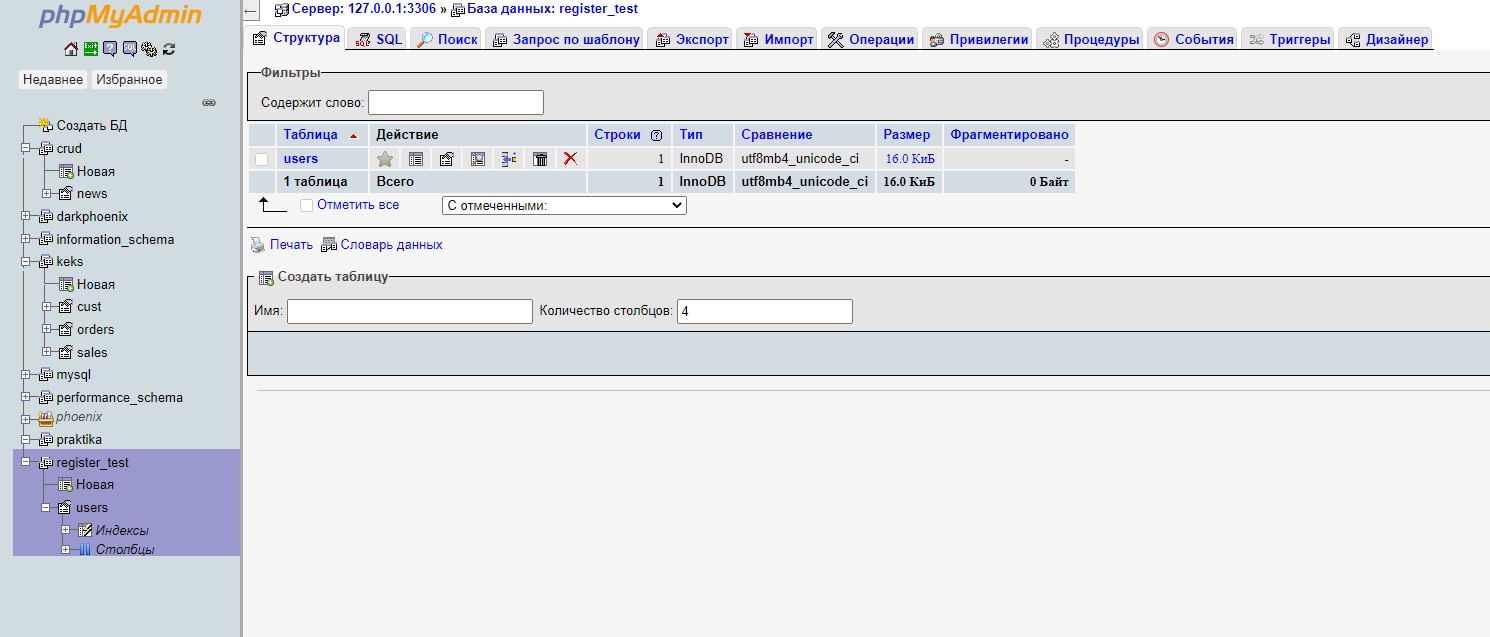 phpMyAdmin
Недавнее Избранное
Создать БД
crud
Новая
news
darkphoenix
information_schema
keks
Новая
cust
orders
sales
mysql
performance_schema
phoenix
praktika
register_test
Новая
users
Индексы
Столбцы
Сервер: 127.0.0.1:3306 » База данных: register_test
Структура SQL Поиск Запрос по шаблону Экспорт Импорт Операции Привилегии Процедуры События Триггеры Дизайнер
Фильтры
Содержит слово:
Таблица Действие Строки Тип Сравнение Размер Фрагментировано
users 1 InnoDB utf8mb4_unicode_ci 16.0 КиБ -
1 таблица Всего 1 InnoDB utf8mb4_unicode_ci 16.0 КиБ 0 Байт
Отметить все С отмеченными:
Печать Словарь данных
Создать таблицу
Имя: Количество столбцов: 4